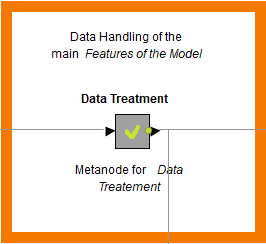 Data Handling of the
main Features of the Model
Data Treatment
Metanode for Data
Treatement